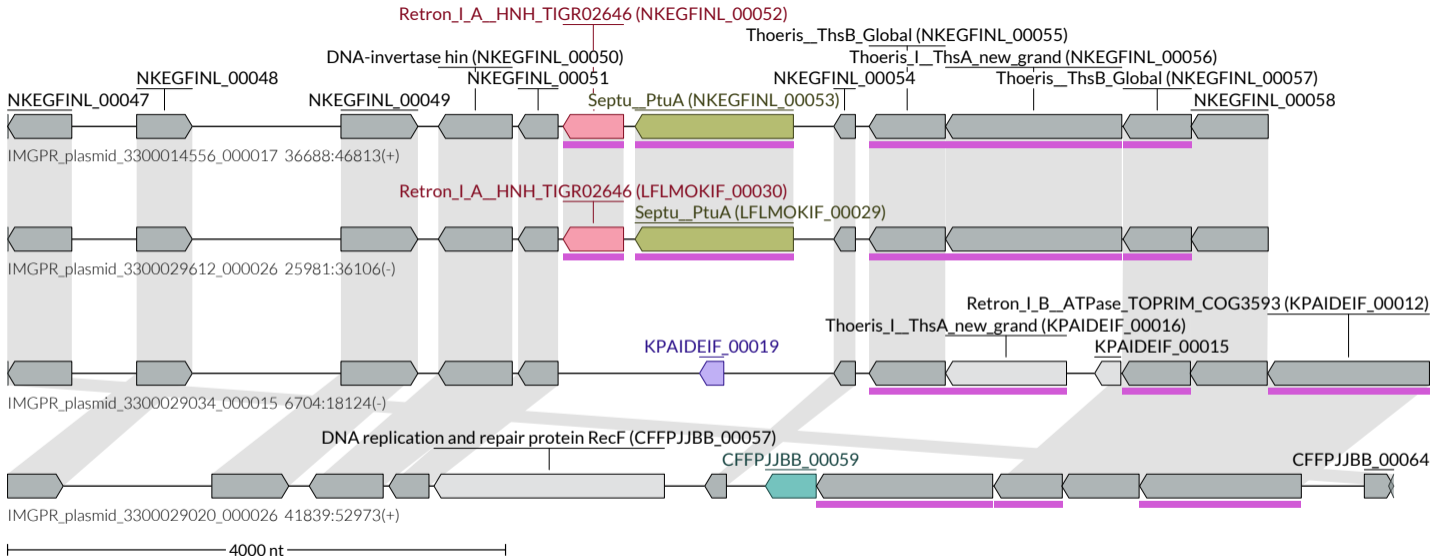 Retron_I_A__HNH_TIGR02646 (NKEGFINL_00052)
Thoeris__ThsB_Global (NKEGFINL_00055)
DNA-invertase hin (NKEGFINL_00050)
Thoeris_I__ThsA_new_grand (NKEGFINL_00056)
NKEGFINL_00048
NKEGFINL_00051
NKEGFINL_00054
Thoeris__ThsB_Global (NKEGFINL_00057)
NKEGFINL_00047
NKEGFINL_00049
Septu__PtuA (NKEGFINL_00053)
NKEGFINL_00058
IMGPR_plasmid_3300014556_000017 36688:46813(+)
Retron_I_A__HNH_TIGR02646 (LFLMOKIF_00030)
Septu__PtuA (LFLMOKIF_00029)
IMGPR_plasmid_3300029612_000026 25981:36106(-)
Retron_I_B__ATPase_TOPRIM_COG3593 (KPAIDEIF_00012)
Thoeris_I__ThsA_new_grand (KPAIDEIF_00016)
KPAIDEIF_00019
KPAIDEIF_00015
IMGPR_plasmid_3300029034_000015 6704:18124(-)
DNA replication and repair protein RecF (CFFPJJBB_00057)
CFFPJJBB_00059
CFFPJJBB_00064
IMGPR_plasmid_3300029020_000026 41839:52973(+)
4000 nt